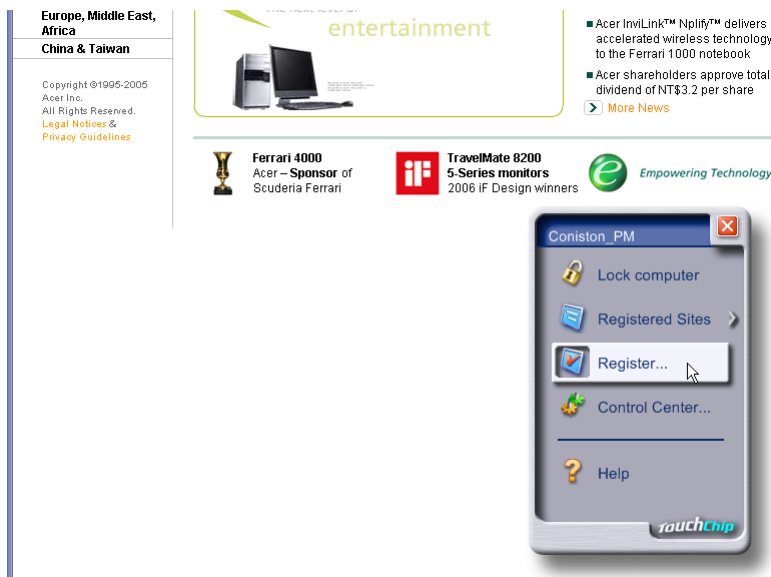 Europe, Middle East,
Africa
China & Taiwan
Copyright ©1995-2005
Acer Inc.
All Rights Reserved.
Legal Notices &
Privacy Guidelines
entertainment
Acer InviLink™ Nplify™ delivers
accelerated wireless technology
to the Ferrari 1000 notebook
Acer shareholders approve total
dividend of NT$3.2 per share
More News
Ferrari 4000
Acer – Sponsor of
Scuderia Ferrari
iF
TravelMate 8200
5-Series monitors
2006 iF Design winners
e
Empowering Technology
Coniston_PM
Lock computer
Registered Sites
Register...
Control Center...
Help
TouchChip